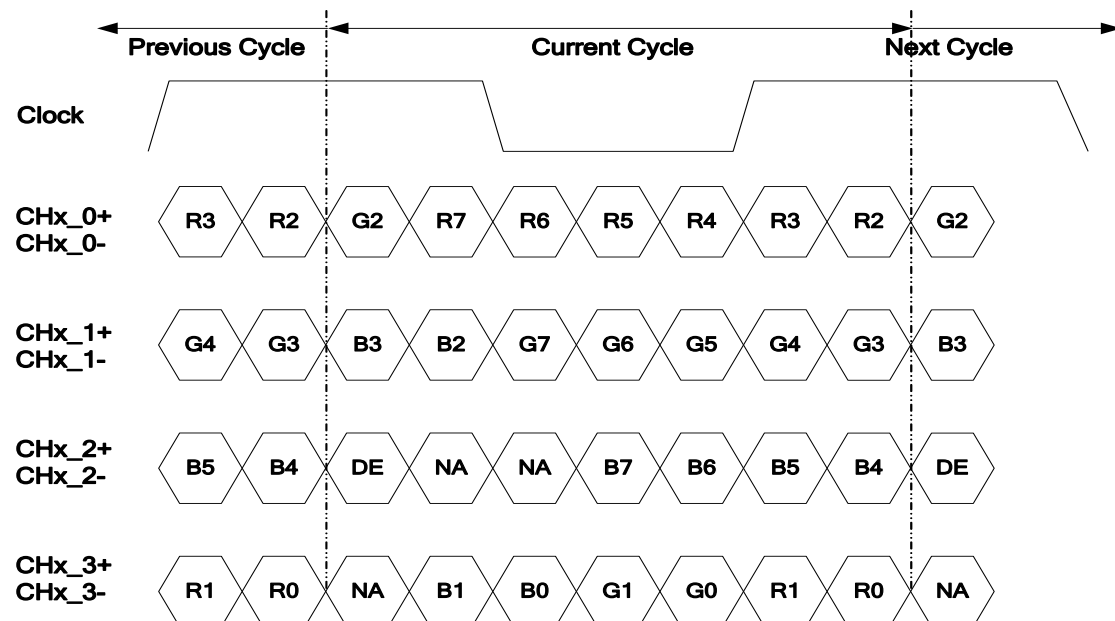 Previous Cycle Current Cycle Next Cycle
Clock
CHx_0+
CHx_0-
R3 R2 G2 R7 R6 R5 R4 R3 R2 G2
CHx_1+
CHx_1-
G4 G3 B3 B2 G7 G6 G5 G4 G3 B3
CHx_2+
CHx_2-
B5 B4 DE NA NA B7 B6 B5 B4 DE
CHx_3+
CHx_3-
R1 R0 NA B1 B0 G1 G0 R1 R0 NA